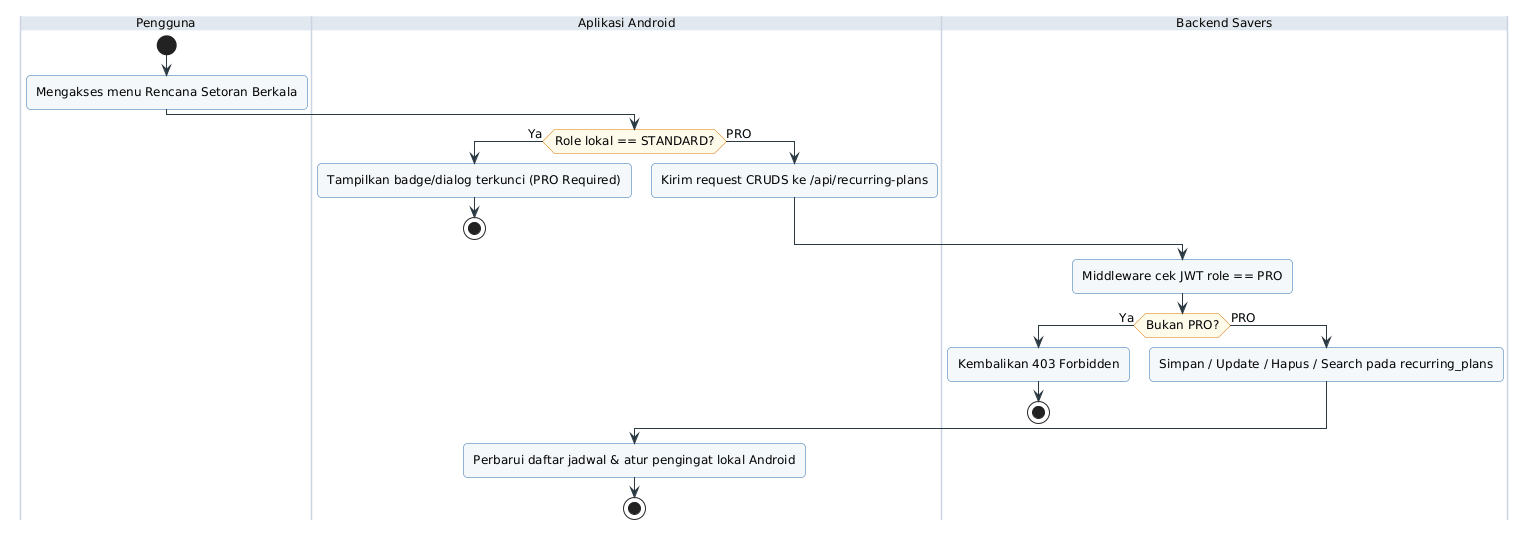 Pengguna
Aplikasi Android
Backend Savers
Mengakses menu Rencana Setoran Berkala
Ya
Role lokal == STANDARD?
PRO
Tampilkan badge/dialog terkunci (PRO Required)
Kirim request CRUDS ke /api/recurring-plans
Middleware cek JWT role == PRO
Ya
Bukan PRO?
PRO
Kembalikan 403 Forbidden
Simpan / Update / Hapus / Search pada recurring_plans
Perbarui daftar jadwal & atur pengingat lokal Android